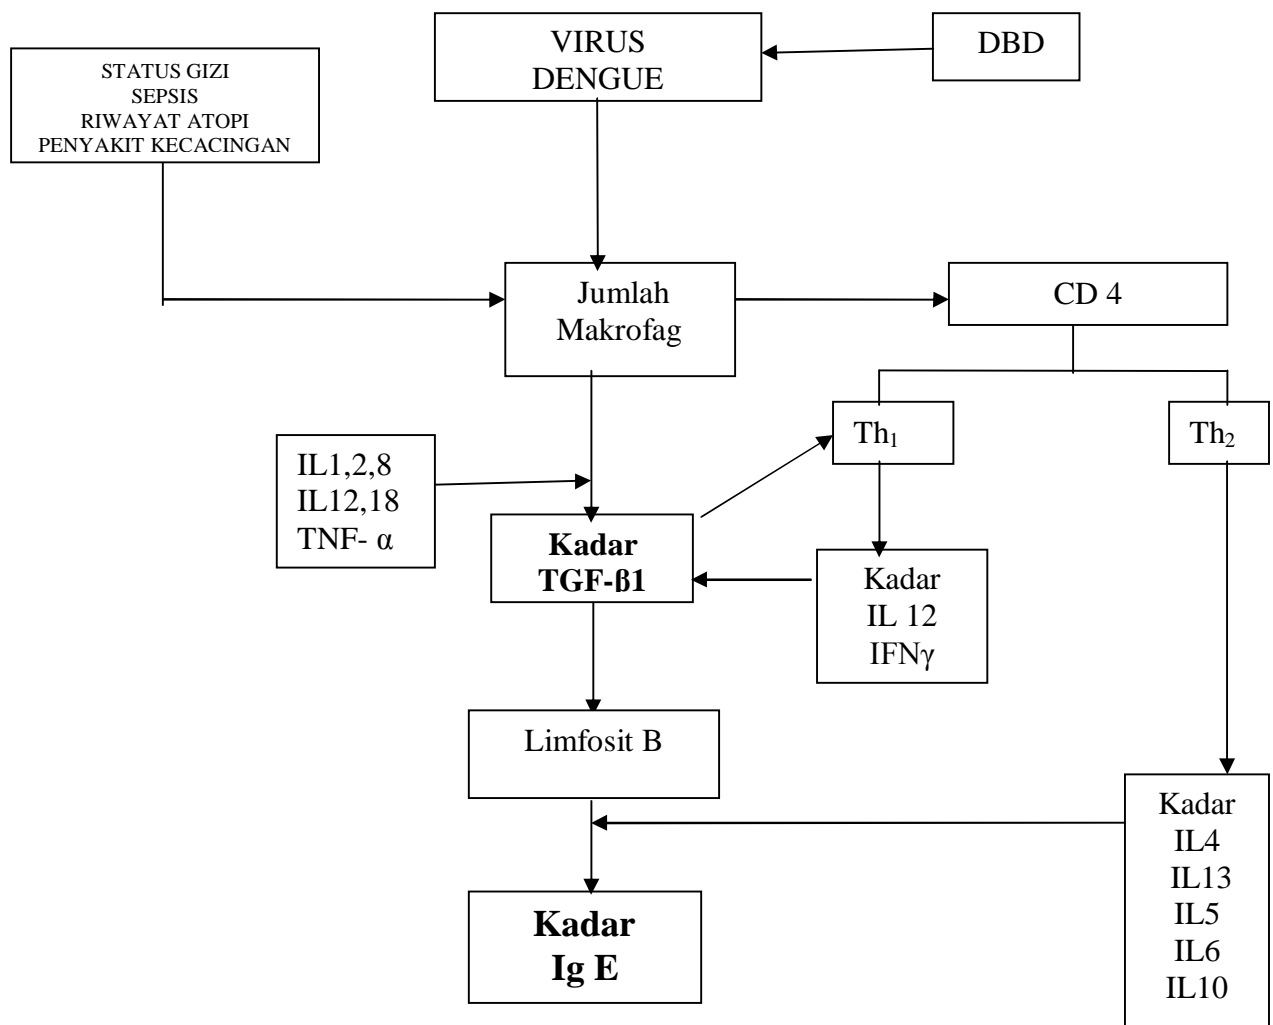 VIRUS
DENGUE
DBD
STATUS GIZI
SEPSIS
RIWAYAT ATOPI
PENYAKIT KECACINGAN
Jumlah
Makrofag
CD 4
Th₁
Th₂
IL1,2,8
IL12,18
TNF- α
Kadar
TGF-β1
Kadar
IL 12
IFNγ
Limfosit B
Kadar
IL4
IL13
IL5
IL6
IL10
Kadar
Ig E